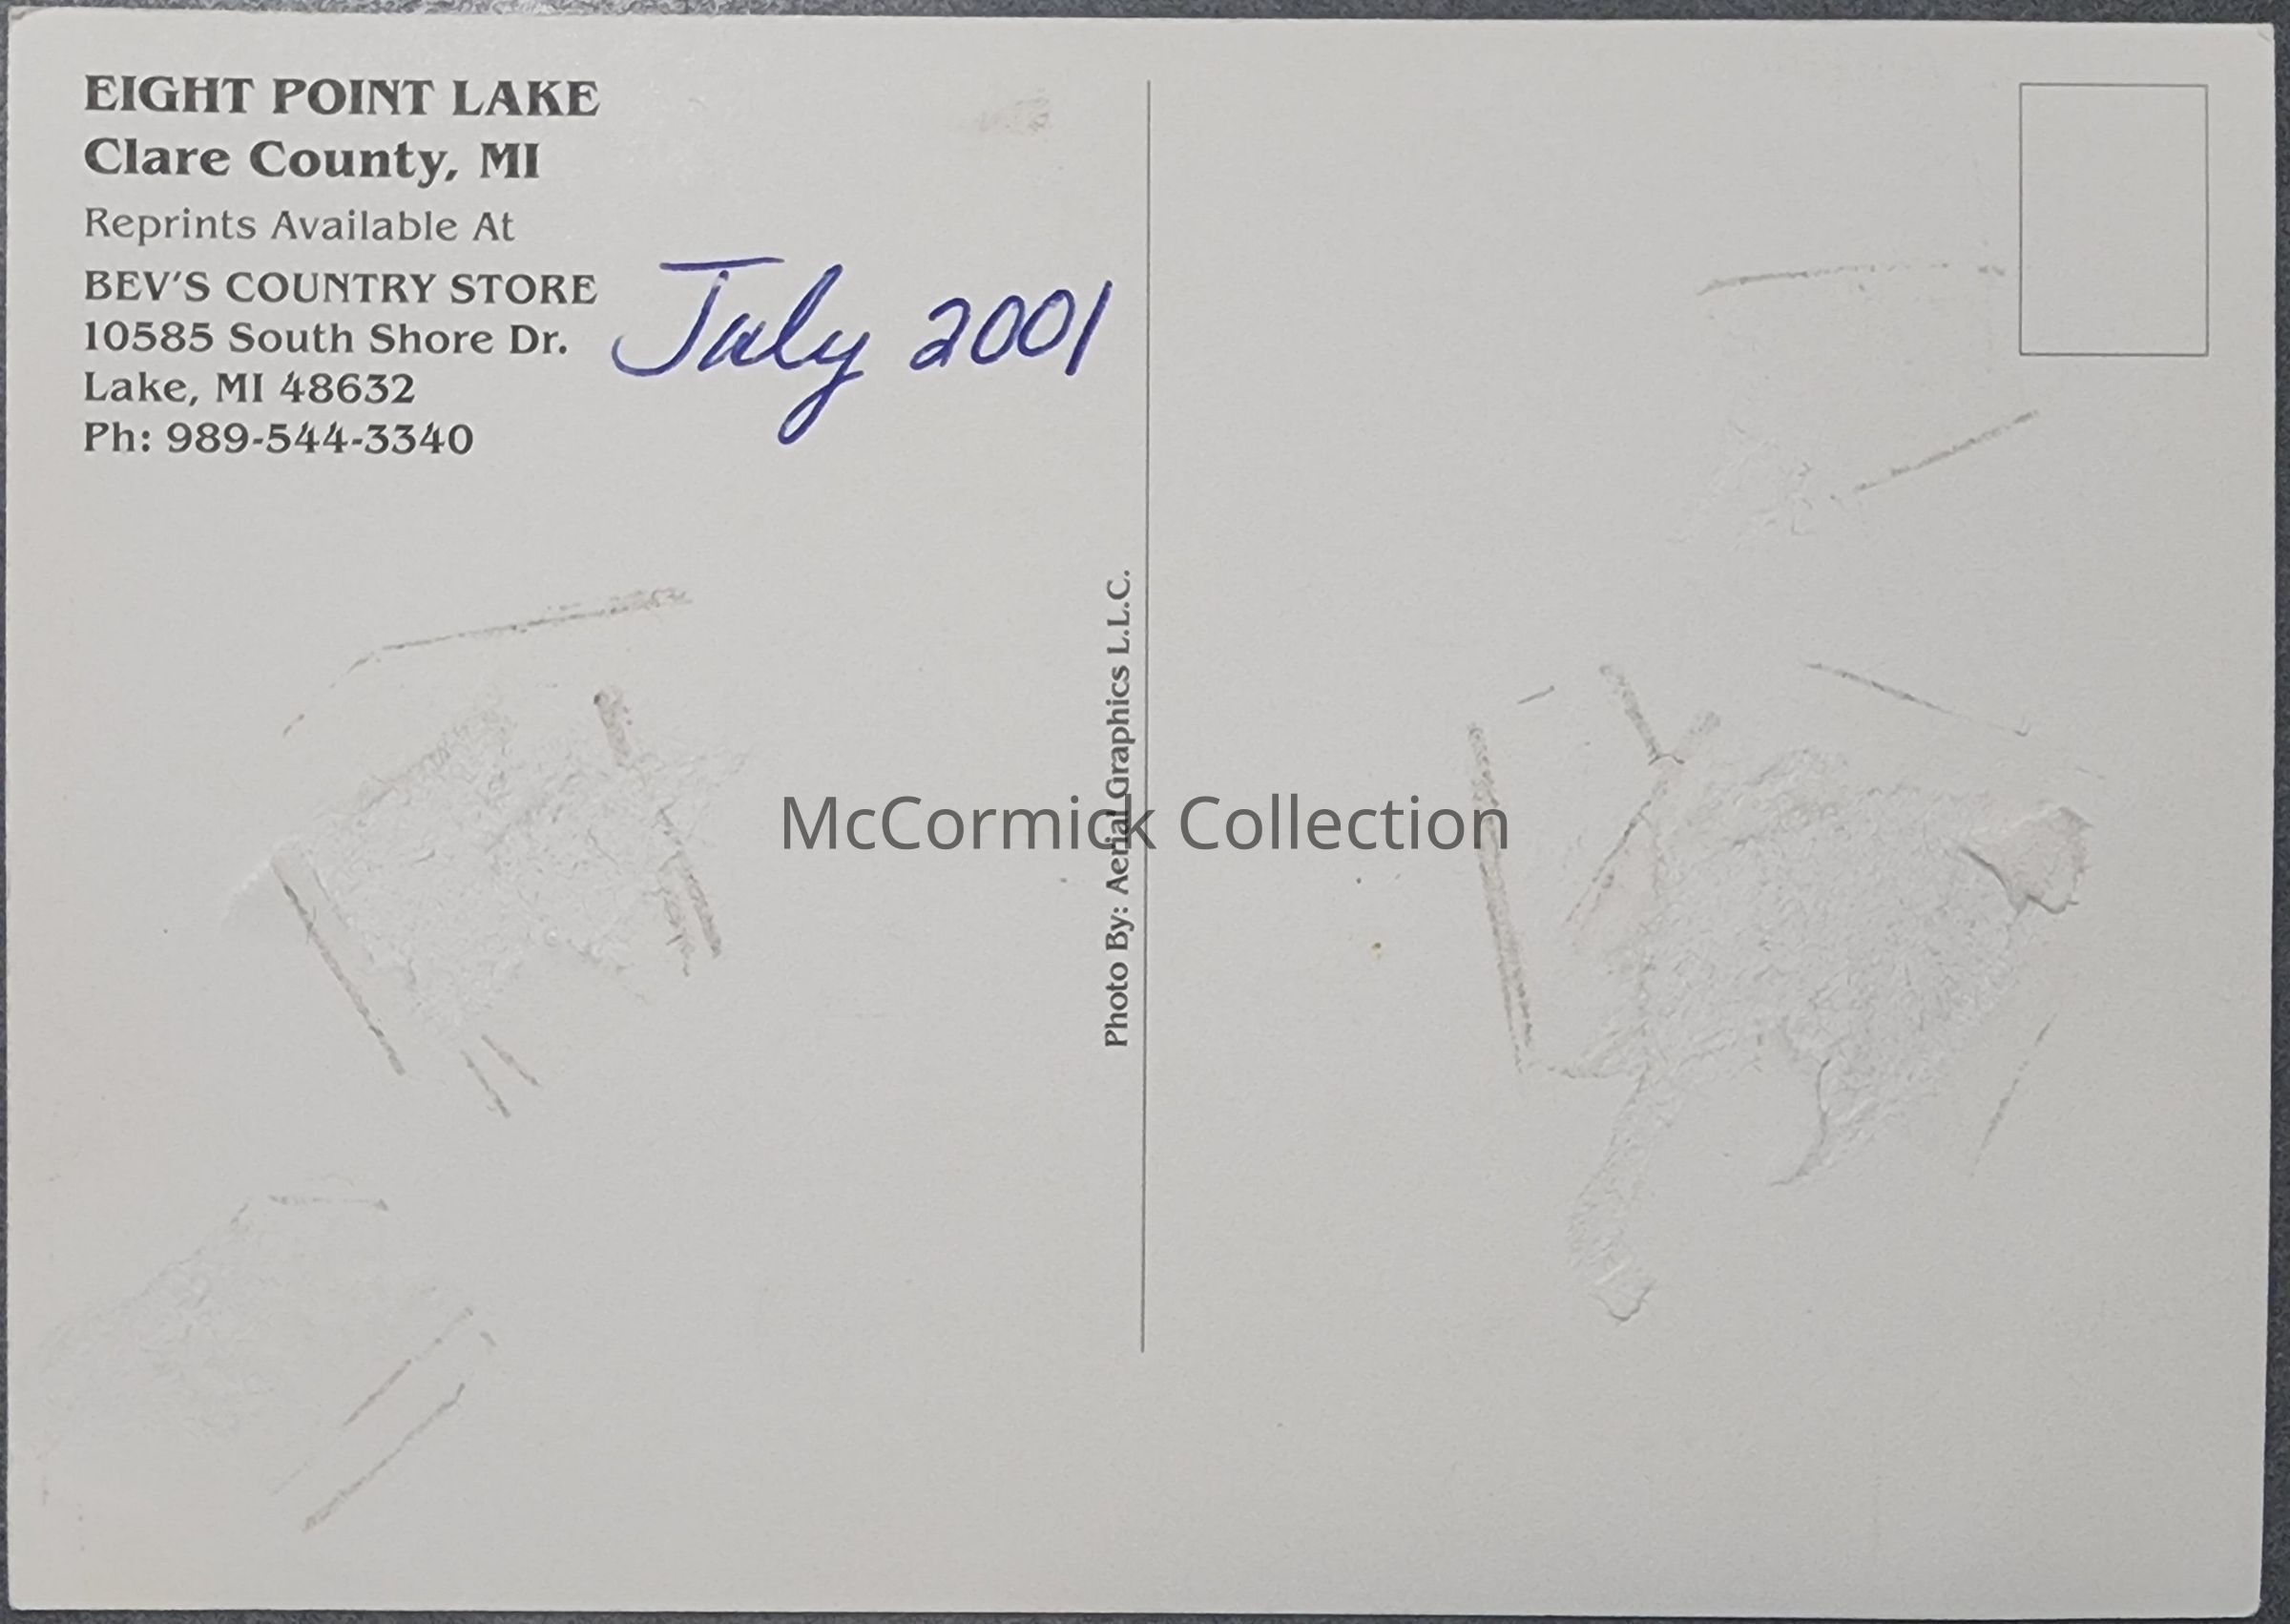 EIGHT POINT LAKE
Clare County, MI
Reprints Available At
BEV'S COUNTRY STORE
10585 South Shore Dr.
Lake, MI 48632
Ph: 989-544-3340
July 2001
Photo By: Aerial Graphics L.L.C.
McCormick Collection